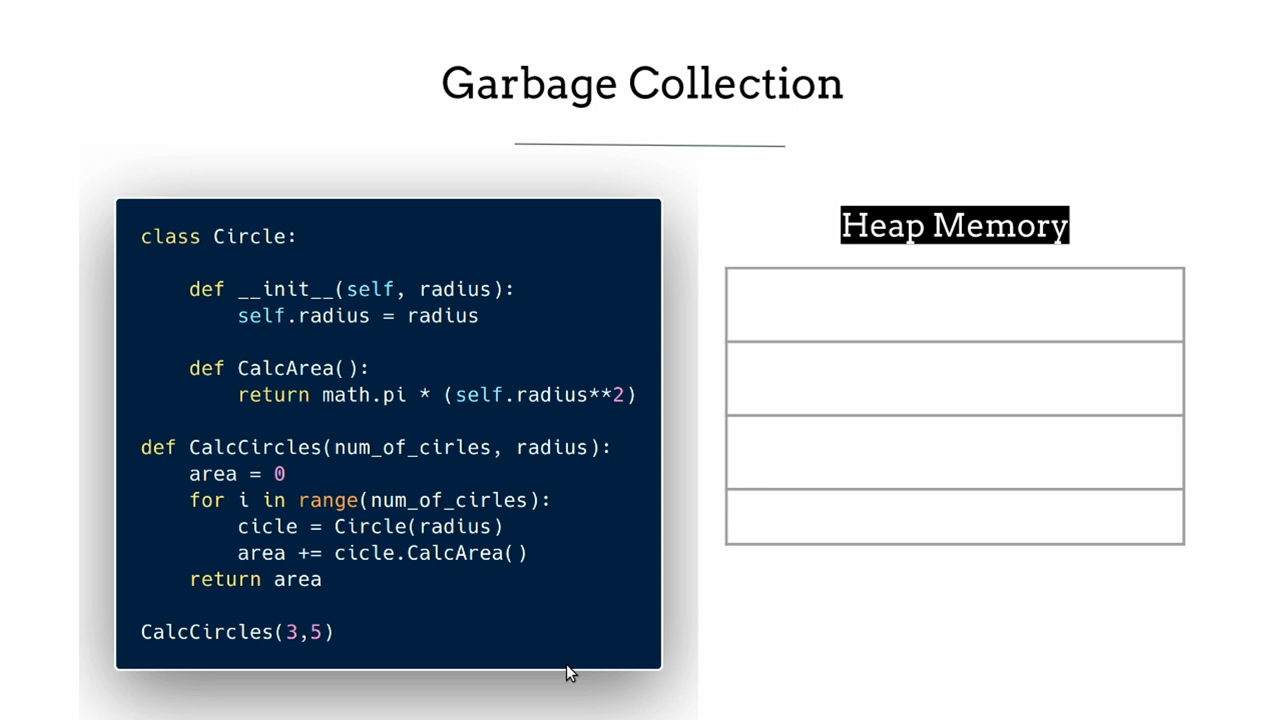 Garbage Collection
class Circle:
def __init__(self, radius):
self.radius = radius
def CalcArea():
return math.pi * (self.radius**2)
def CalcCircles(num_of_cirles, radius):
area = 0
for i in range(num_of_cirles):
cicle = Circle(radius)
area += cicle.CalcArea()
return area
CalcCircles(3,5)
Heap Memory